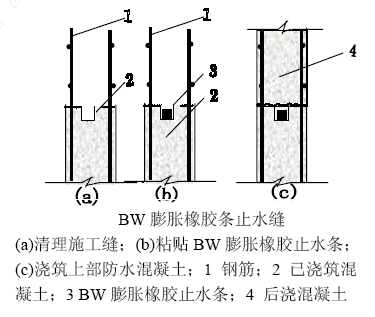 1
1
2
3
2
4
(a)
(b)
(c)
BW 膨胀橡胶条止水缝
(a)清理施工缝；(b)粘贴 BW 膨胀橡胶止水条；
(c)浇筑上部防水混凝土；1 钢筋；2 已浇筑混
凝土；3 BW 膨胀橡胶止水条；4 后浇混凝土